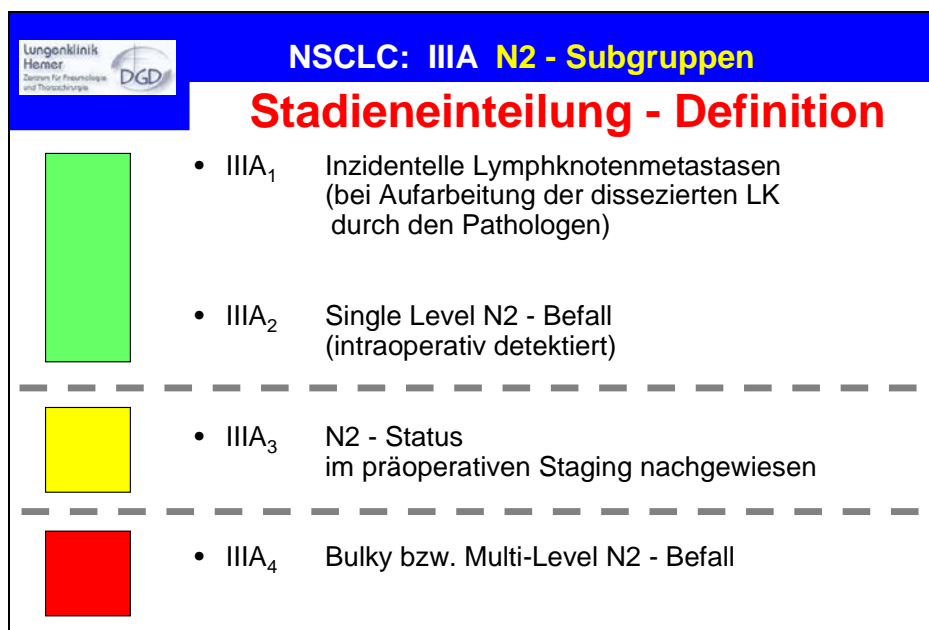 Lungenklinik
Hemer
Zentrum für Pneumologie
und Thoraxchirurgie
DGD
NSCLC: IIIA N2 - Subgruppen
Stadieneinteilung - Definition
• IIIA₁ Inzidentelle Lymphknotenmetastasen
(bei Aufarbeitung der dissezierten LK
durch den Pathologen)
• IIIA₂ Single Level N2 - Befall
(intraoperativ detektiert)
• IIIA₃ N2 - Status
im präoperativen Staging nachgewiesen
• IIIA₄ Bulky bzw. Multi-Level N2 - Befall